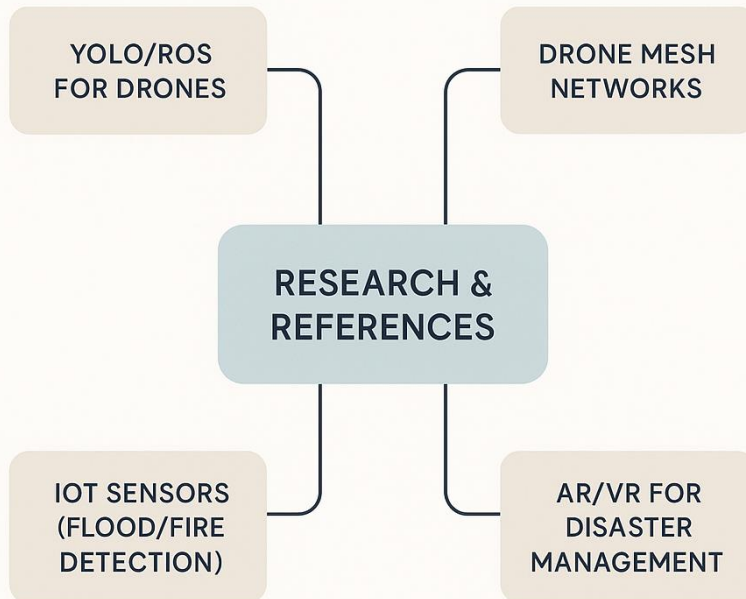 YOLO/ROS
FOR DRONES
DRONE MESH
NETWORKS
RESEARCH &
REFERENCES
IOT SENSORS
(FLOOD/FIRE
DETECTION)
AR/VR FOR
DISASTER
MANAGEMENT